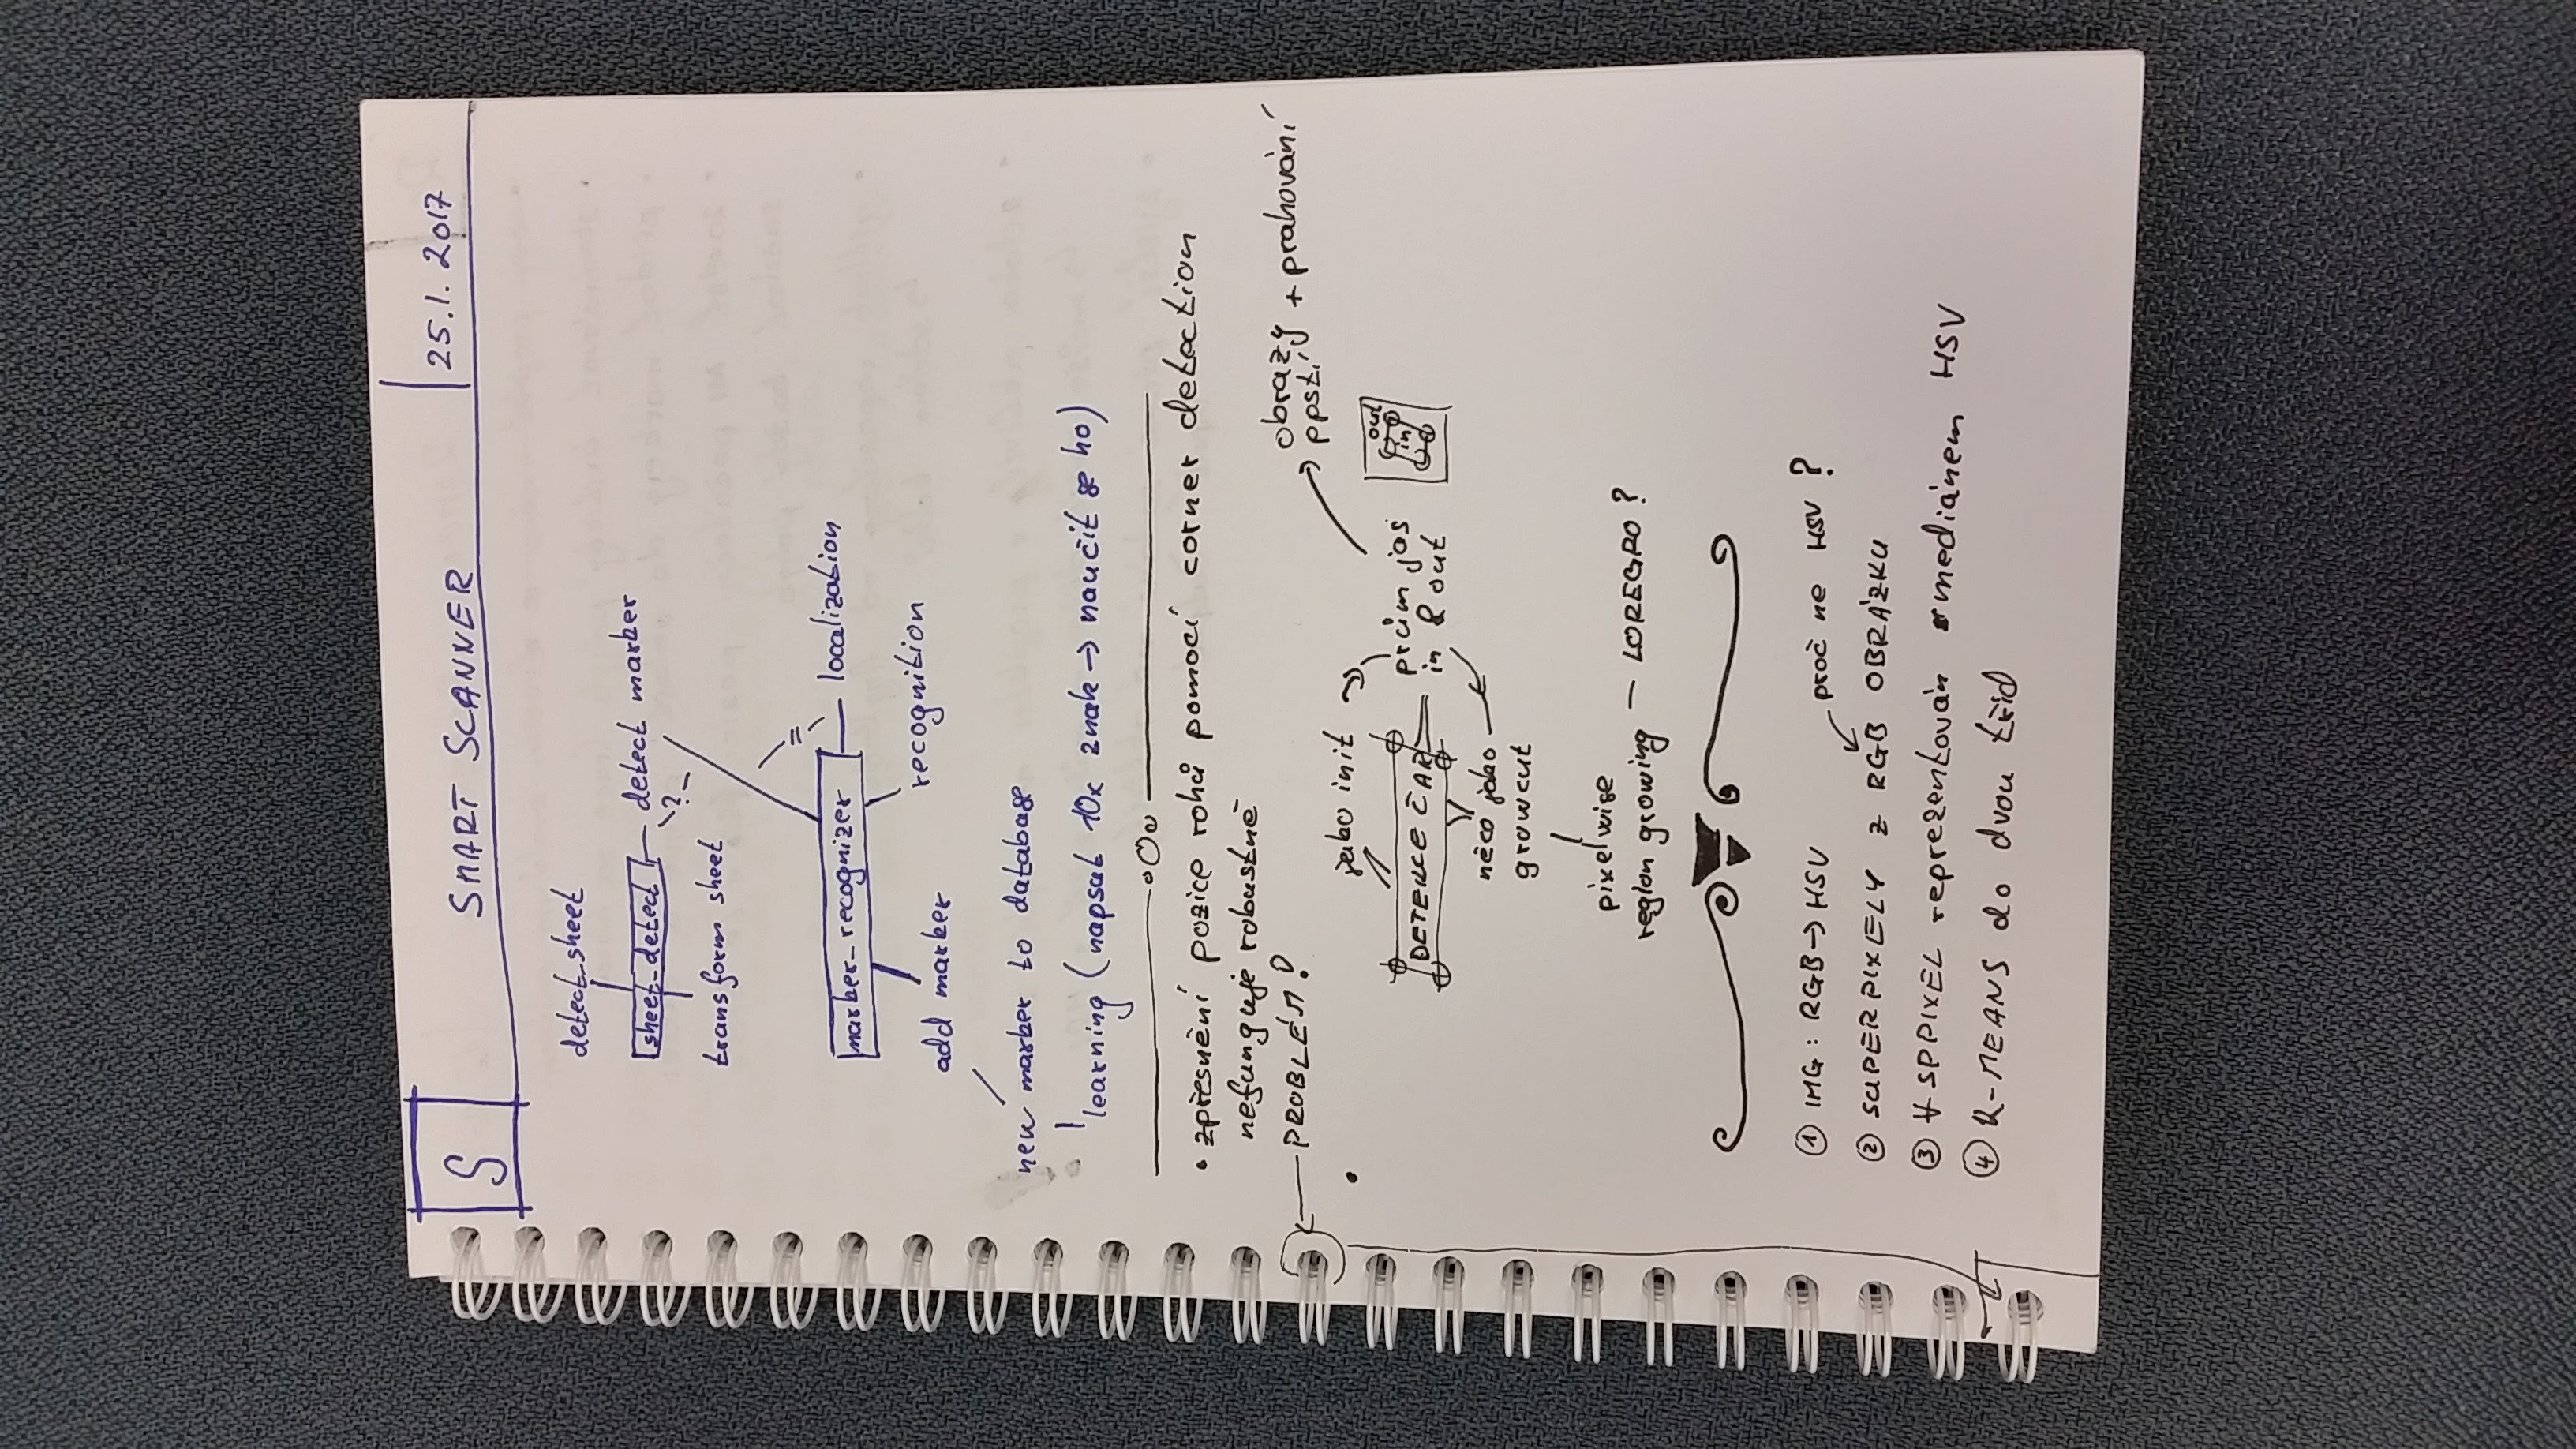 S
SMART SCANNER
25.1. 2017
detect_sheet
sheet_detect
detect marker
?
transform sheet
=
marker_recognizer
localization
recognition
add marker
new marker to database
learning (napsat 10x znak → naučit se ho)
• zpřesnění pozice rohů pomocí corner detection
nefunguje robustně
PROBLÉM!
obrazy + prahování
ppstí
jako init
DETEKCE ČAR
prům jas
in & out
out
in
něco jako
growcut
pixelwise
region growing — LOREGRO?
① IMG: RGB → HSV
proč ne HSV?
② SUPERPIXELY Z RGB OBRÁZKU
③ ∀ SPPIXEL reprezentován mediánem HSV
④ K-MEANS do dvou tříd